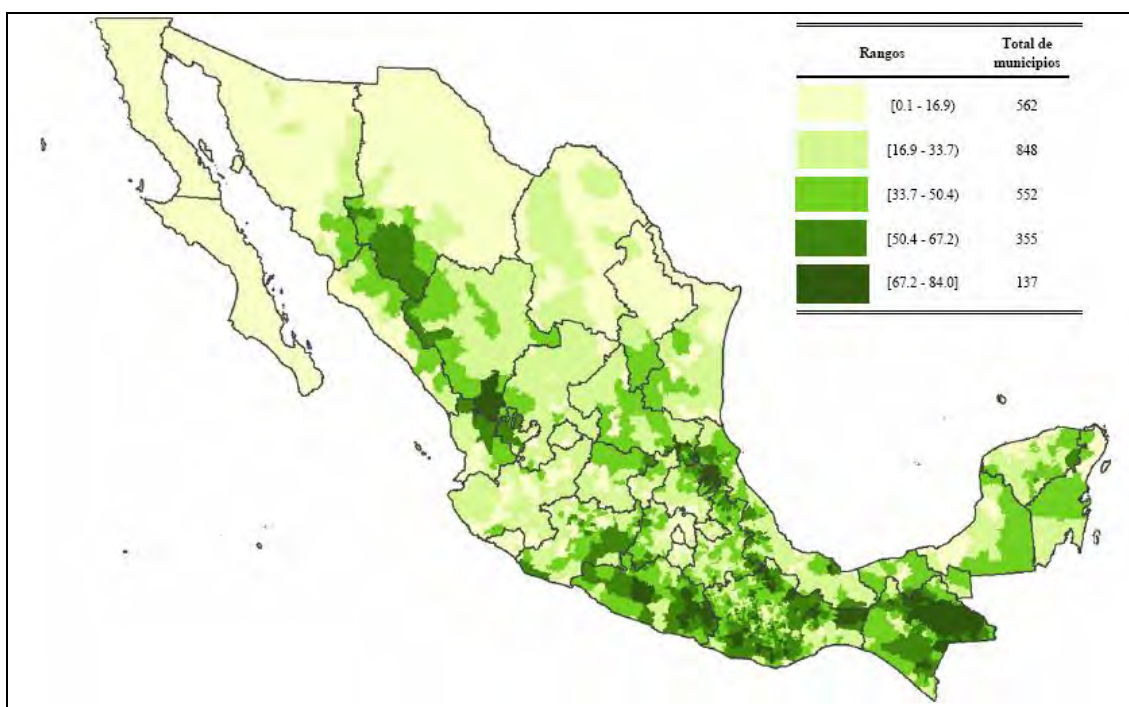 Rangos Total de municipios
[0.1 - 16.9) 562
[16.9 - 33.7) 848
[33.7 - 50.4) 552
[50.4 - 67.2) 355
[67.2 - 84.0] 137